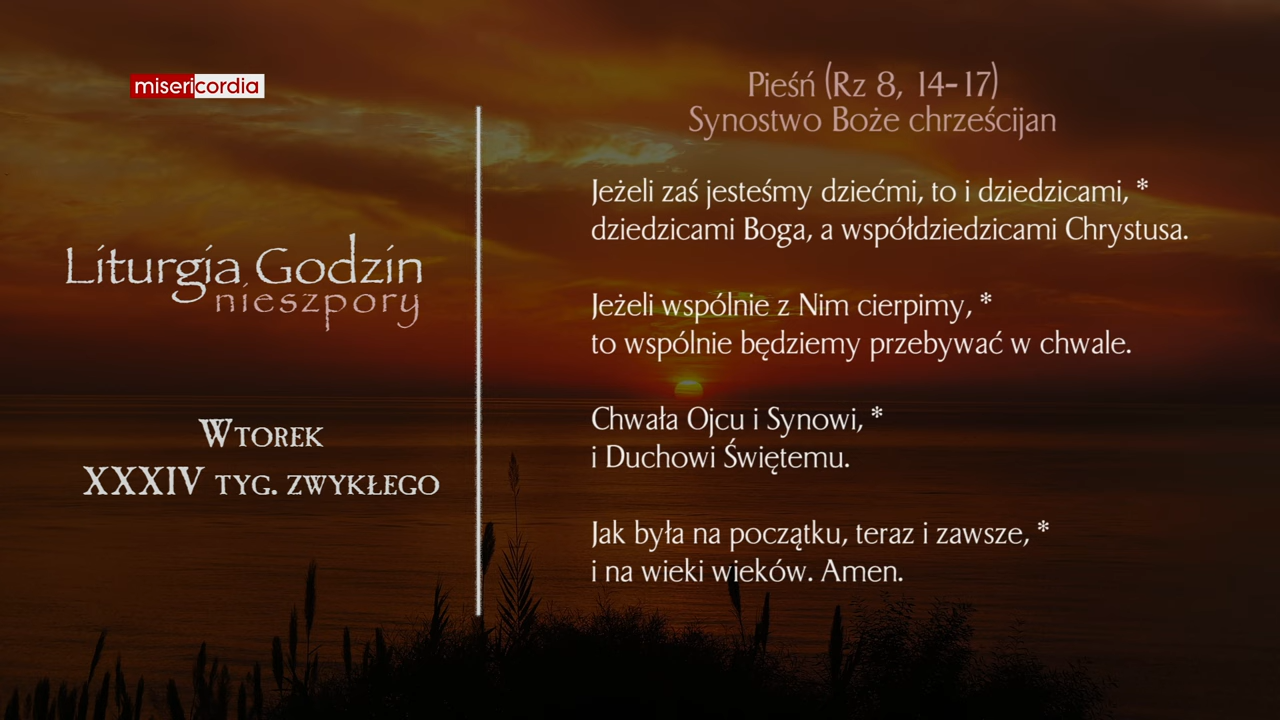 misericordia
Liturgia Godzin
nieszpory
Wtorek
XXXIV tyg. zwykłego
Pieśń (Rz 8, 14-17)
Synostwo Boże chrześcijan
Jeżeli zaś jesteśmy dziećmi, to i dziedzicami, *
dziedzicami Boga, a współdziedzicami Chrystusa.
Jeżeli wspólnie z Nim cierpimy, *
to wspólnie będziemy przebywać w chwale.
Chwała Ojcu i Synowi, *
i Duchowi Świętemu.
Jak była na początku, teraz i zawsze, *
i na wieki wieków. Amen.